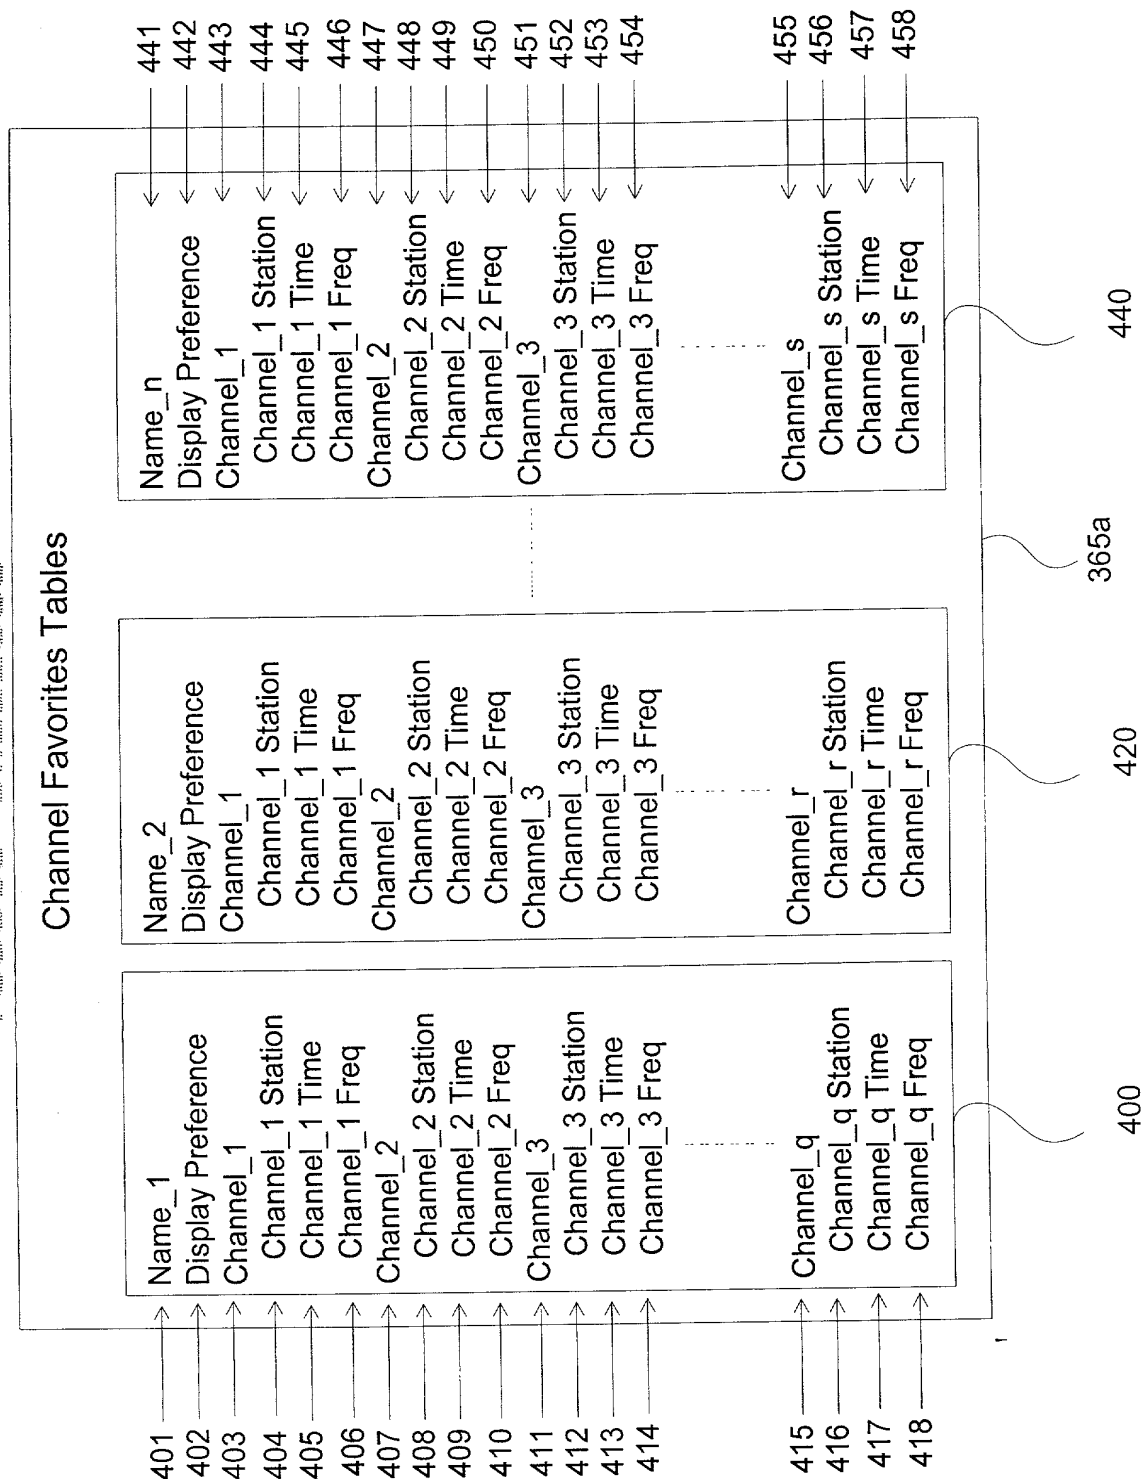 Channel Favorites Tables
401
402
403
404
405
406
407
408
409
410
411
412
413
414
415
416
417
418
Name_1
Display Preference
Channel_1
Channel_1 Station
Channel_1 Time
Channel_1 Freq
Channel_2
Channel_2 Station
Channel_2 Time
Channel_2 Freq
Channel_3
Channel_3 Station
Channel_3 Time
Channel_3 Freq
Channel_q
Channel_q Station
Channel_q Time
Channel_q Freq
400
Name_2
Display Preference
Channel_1
Channel_1 Station
Channel_1 Time
Channel_1 Freq
Channel_2
Channel_2 Station
Channel_2 Time
Channel_2 Freq
Channel_3
Channel_3 Station
Channel_3 Time
Channel_3 Freq
Channel_r
Channel_r Station
Channel_r Time
Channel_r Freq
420
Name_n
Display Preference
Channel_1
Channel_1 Station
Channel_1 Time
Channel_1 Freq
Channel_2
Channel_2 Station
Channel_2 Time
Channel_2 Freq
Channel_3
Channel_3 Station
Channel_3 Time
Channel_3 Freq
Channel_s
Channel_s Station
Channel_s Time
Channel_s Freq
441
442
443
444
445
446
447
448
449
450
451
452
453
454
455
456
457
458
365a
440